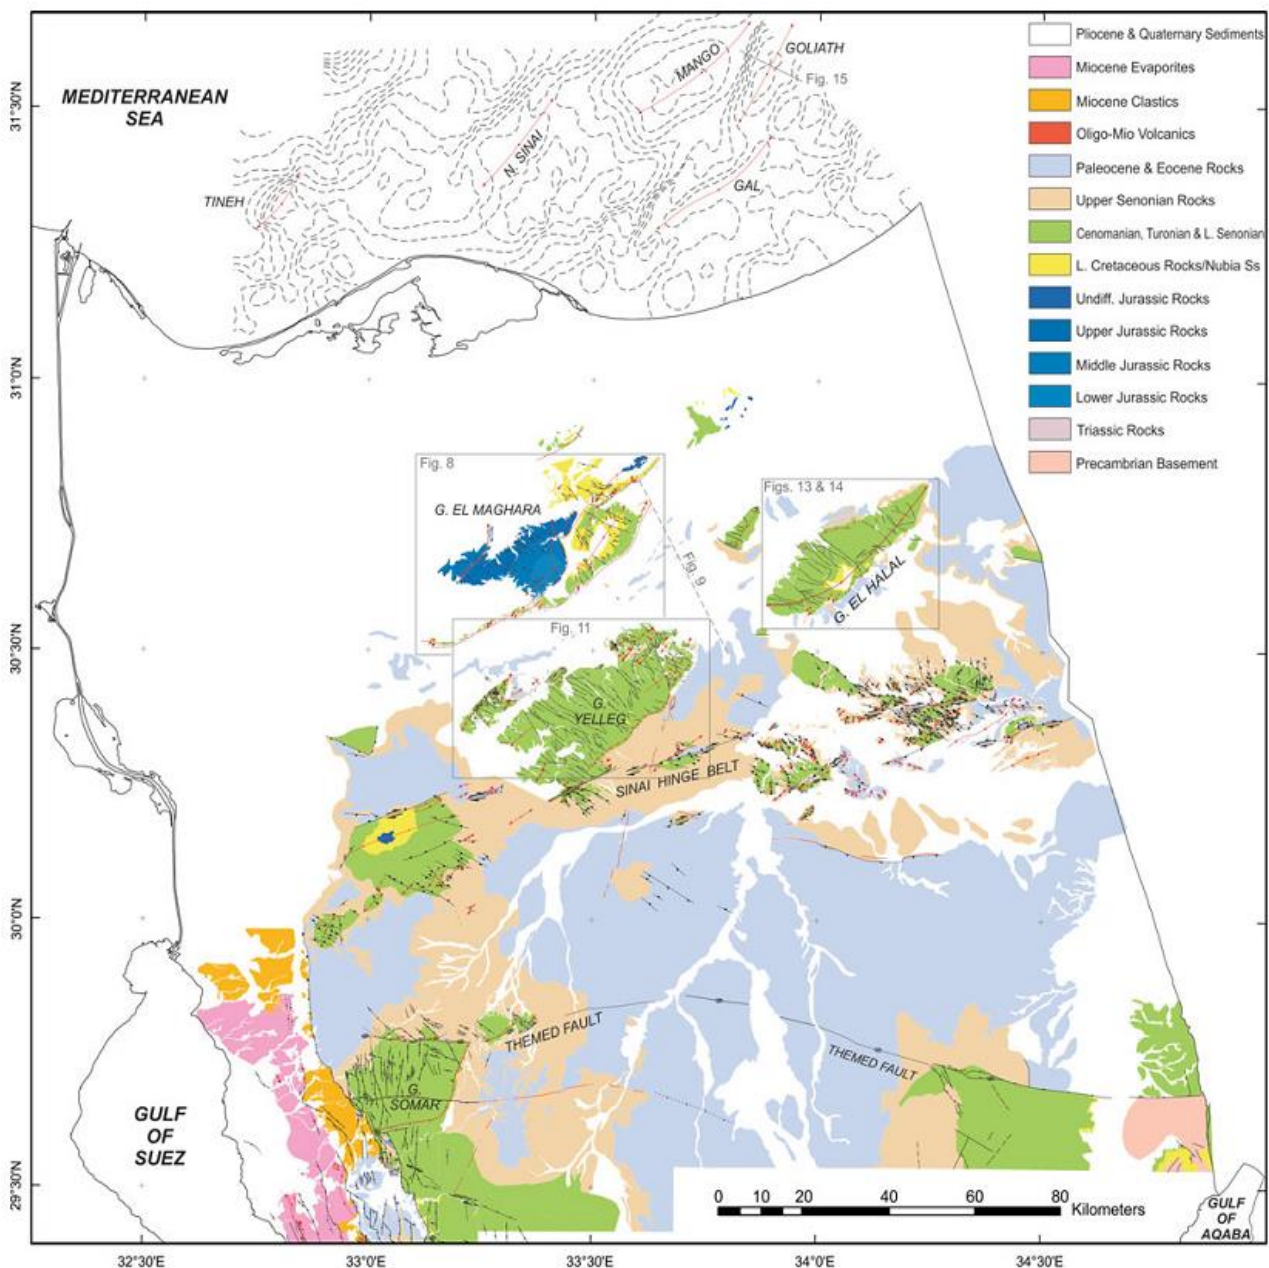 MEDITERRANEAN
SEA
MANGO
GOLIATH
Fig. 15
N. SINAI
TINEH
GAL
Pliocene & Quaternary Sediments
Miocene Evaporites
Miocene Clastics
Oligo-Mio Volcanics
Paleocene & Eocene Rocks
Upper Senonian Rocks
Cenomanian, Turonian & L. Senonian
L. Cretaceous Rocks/Nubia Ss
Undiff. Jurassic Rocks
Upper Jurassic Rocks
Middle Jurassic Rocks
Lower Jurassic Rocks
Triassic Rocks
Precambrian Basement
31°30'N
31°0'N
30°30'N
30°0'N
29°30'N
Fig. 8
G. EL MAGHARA
Fig. 9
Figs. 13 & 14
G. EL HALAL
Fig. 11
G.
YELLEG
SINAI HINGE BELT
THEMED FAULT
THEMED FAULT
G.
SOMAR
GULF
OF
SUEZ
0 10 20 40 60 80
Kilometers
GULF
OF
AQABA
32°30'E 33°0'E 33°30'E 34°0'E 34°30'E